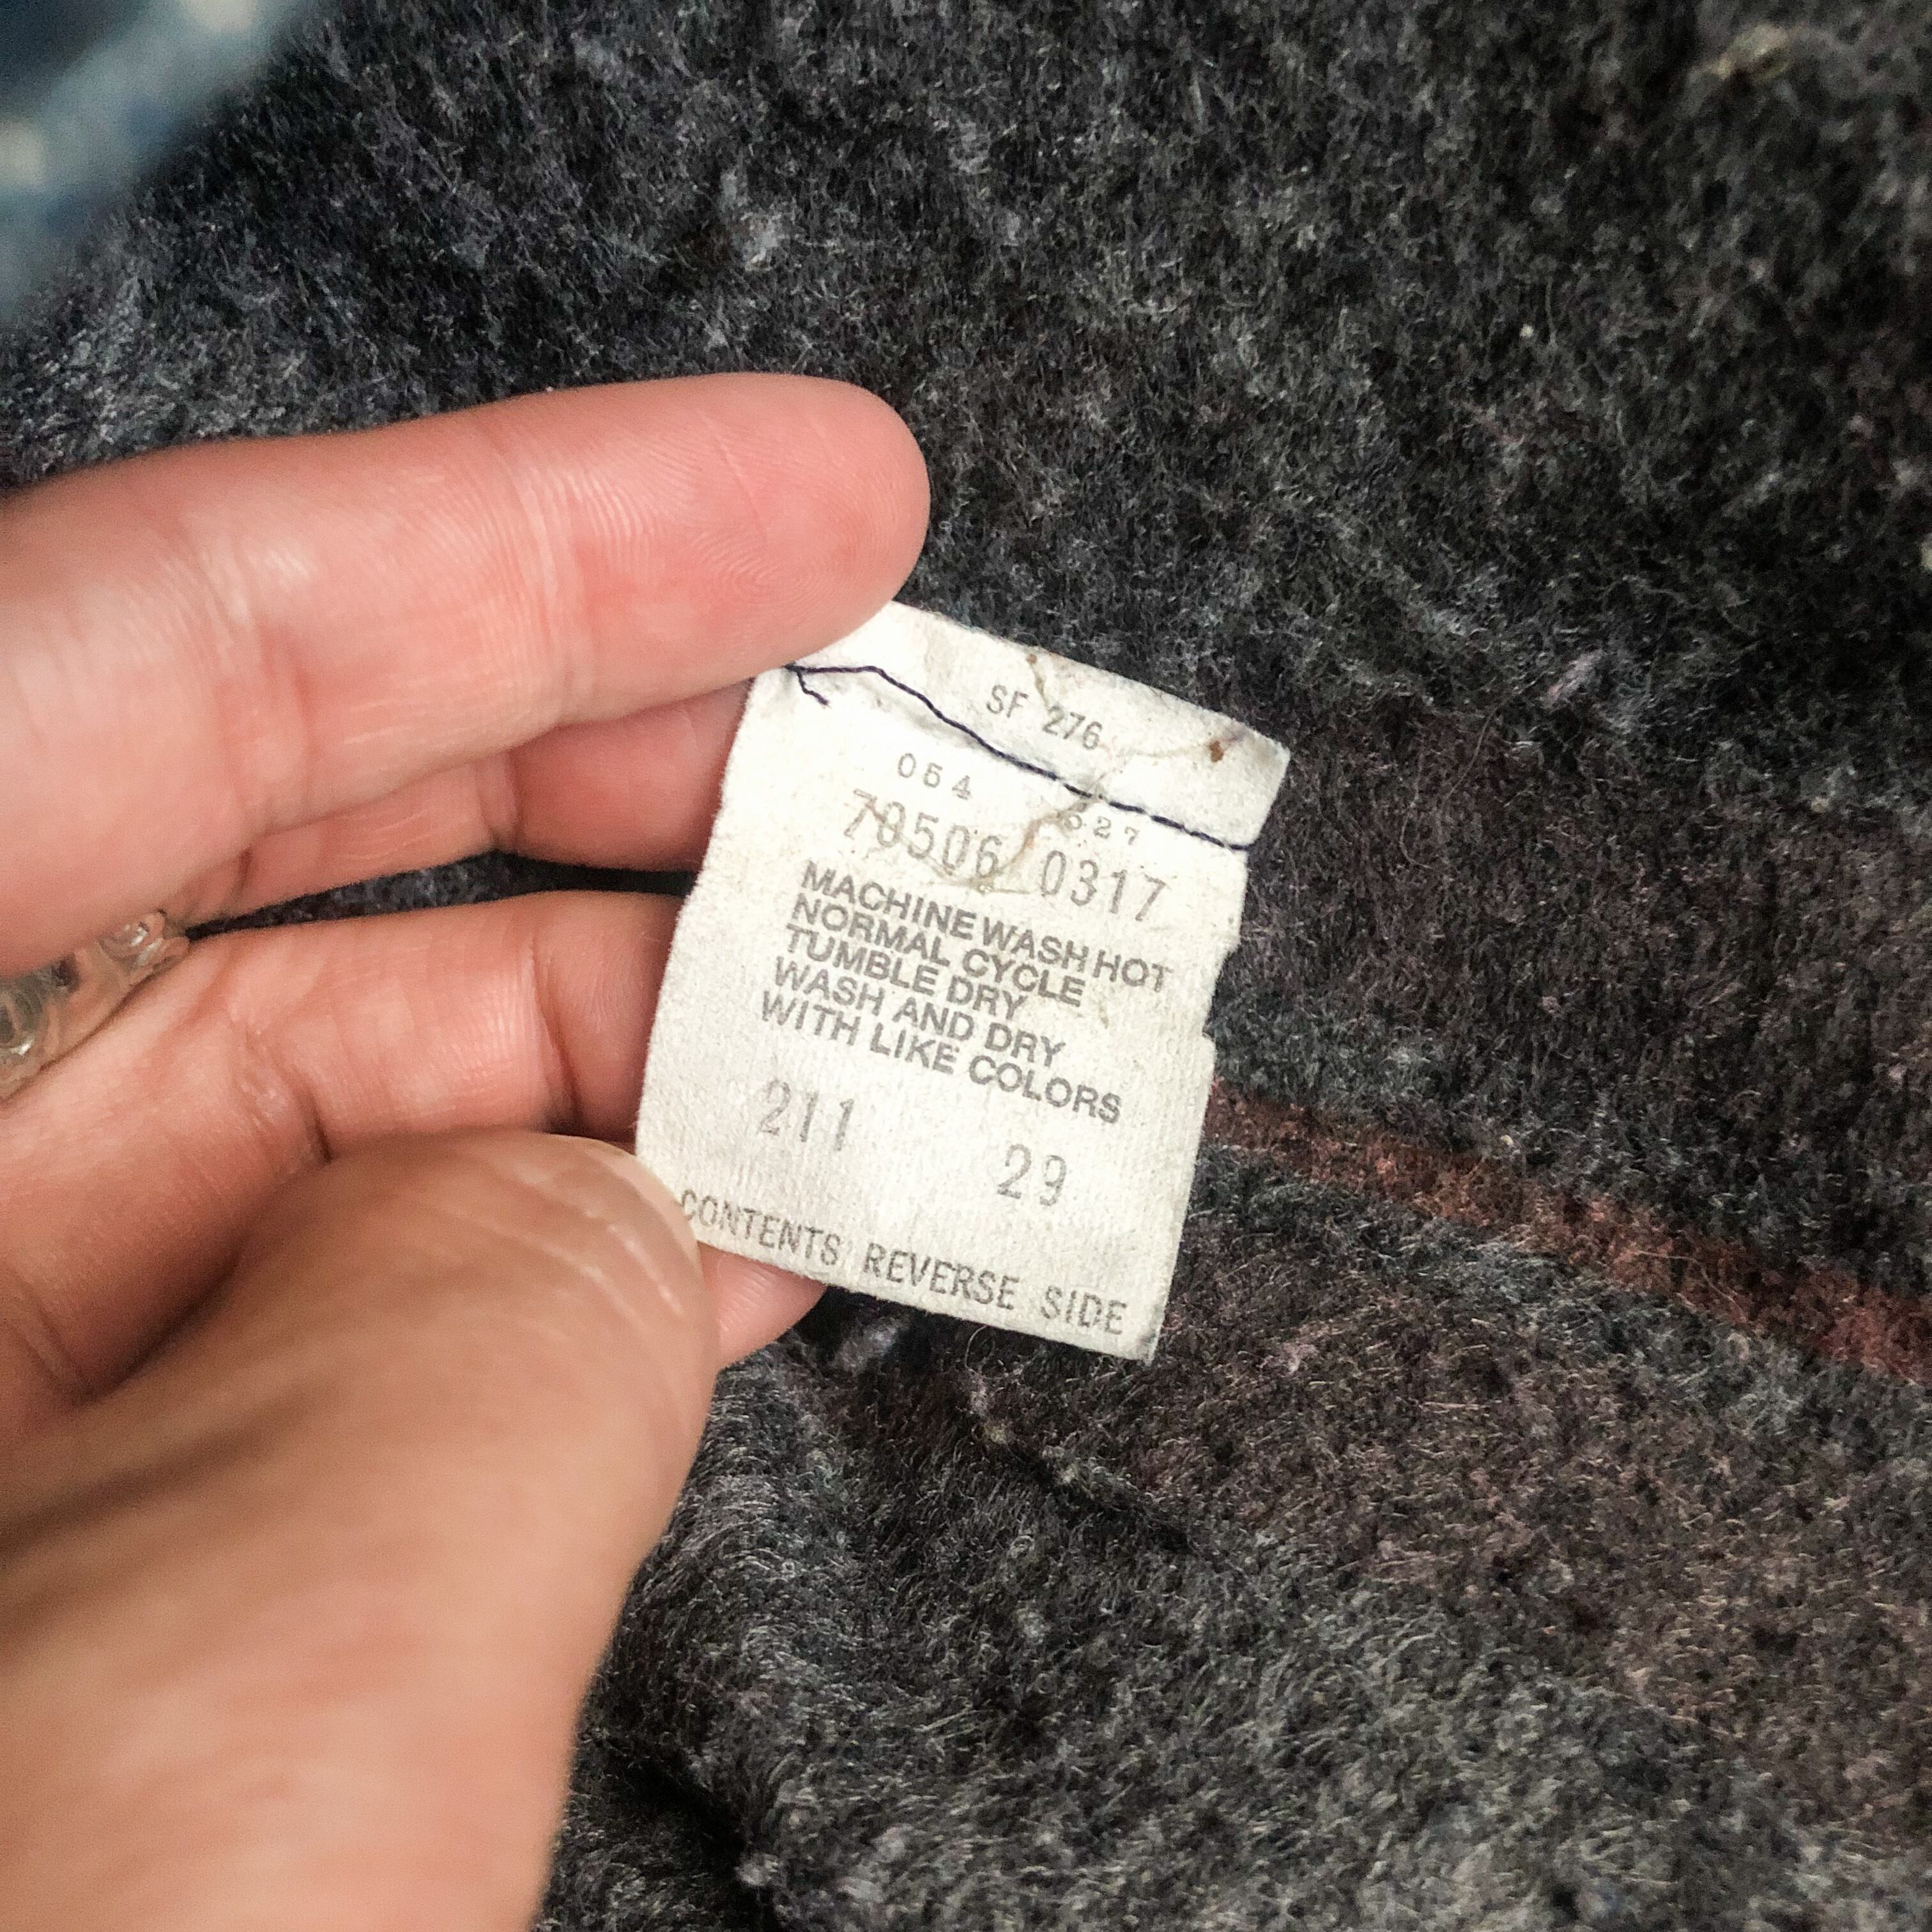 SF 276
054 527
70506 0317
MACHINE WASH HOT
NORMAL CYCLE
TUMBLE DRY
WASH AND DRY
WITH LIKE COLORS
211 29
CONTENTS REVERSE SIDE